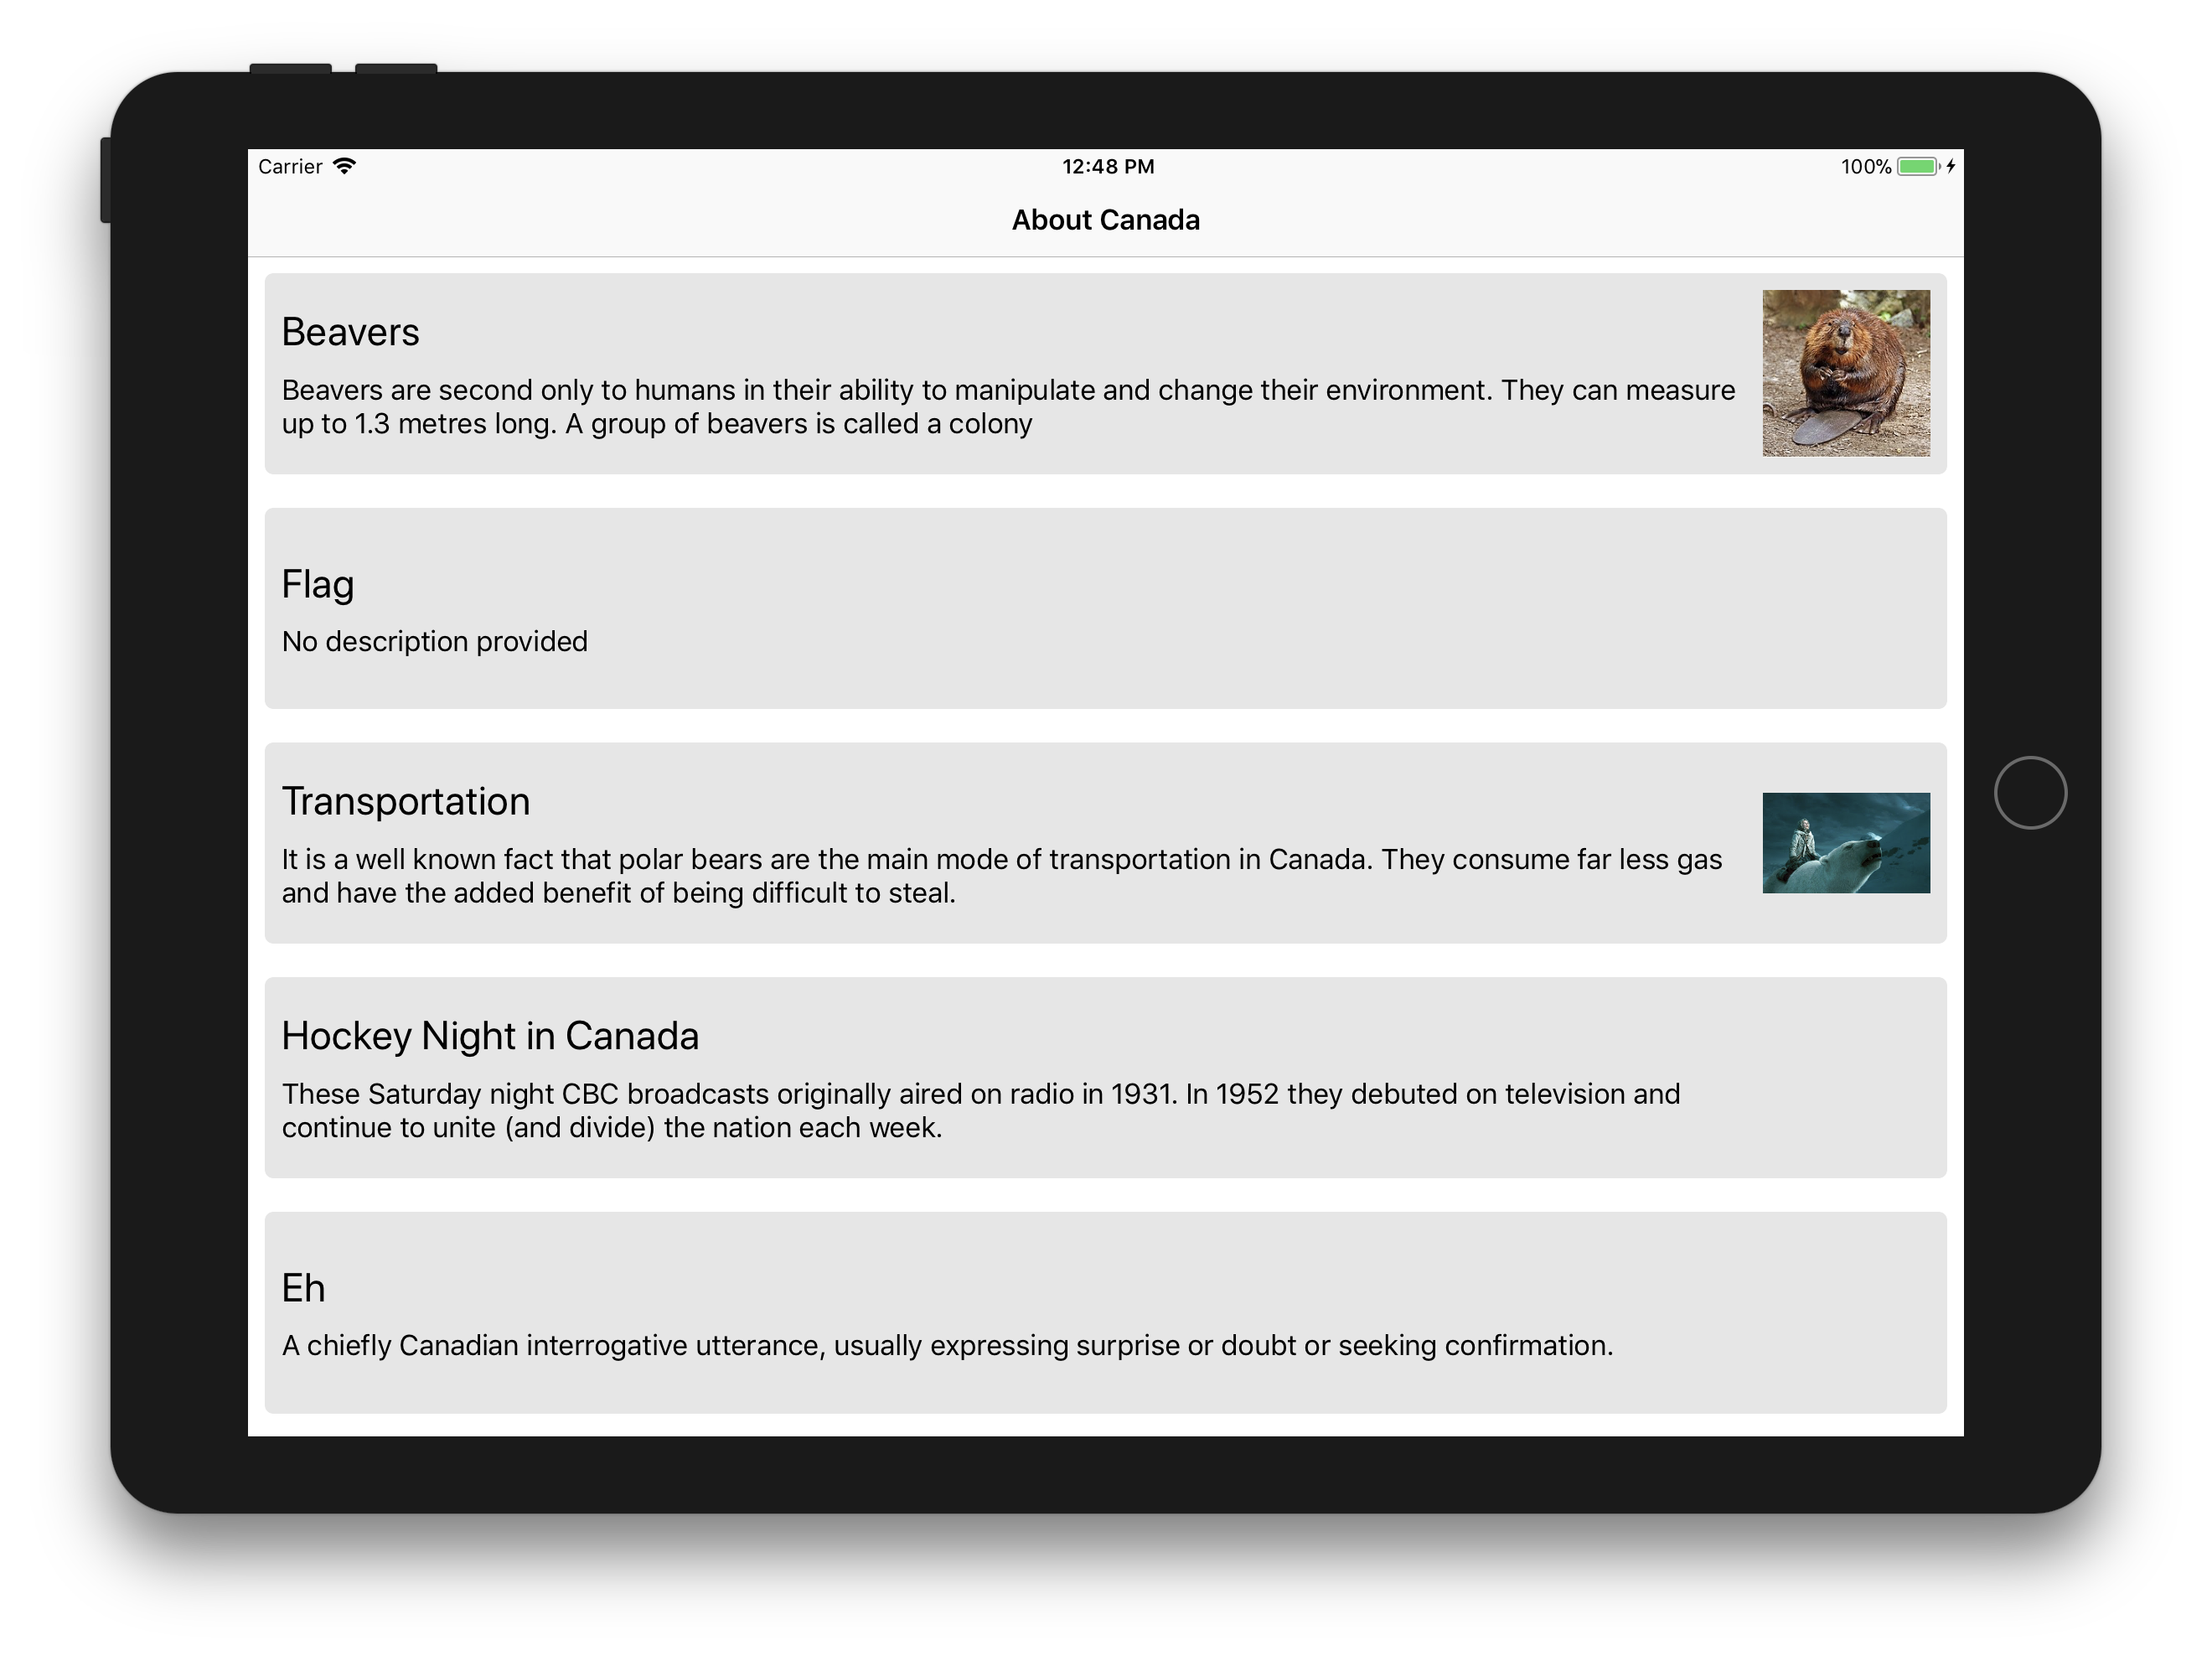 Carrier 12:48 PM 100%
About Canada
Beavers
Beavers are second only to humans in their ability to manipulate and change their environment. They can measure
up to 1.3 metres long. A group of beavers is called a colony
Flag
No description provided
Transportation
It is a well known fact that polar bears are the main mode of transportation in Canada. They consume far less gas
and have the added benefit of being difficult to steal.
Hockey Night in Canada
These Saturday night CBC broadcasts originally aired on radio in 1931. In 1952 they debuted on television and
continue to unite (and divide) the nation each week.
Eh
A chiefly Canadian interrogative utterance, usually expressing surprise or doubt or seeking confirmation.